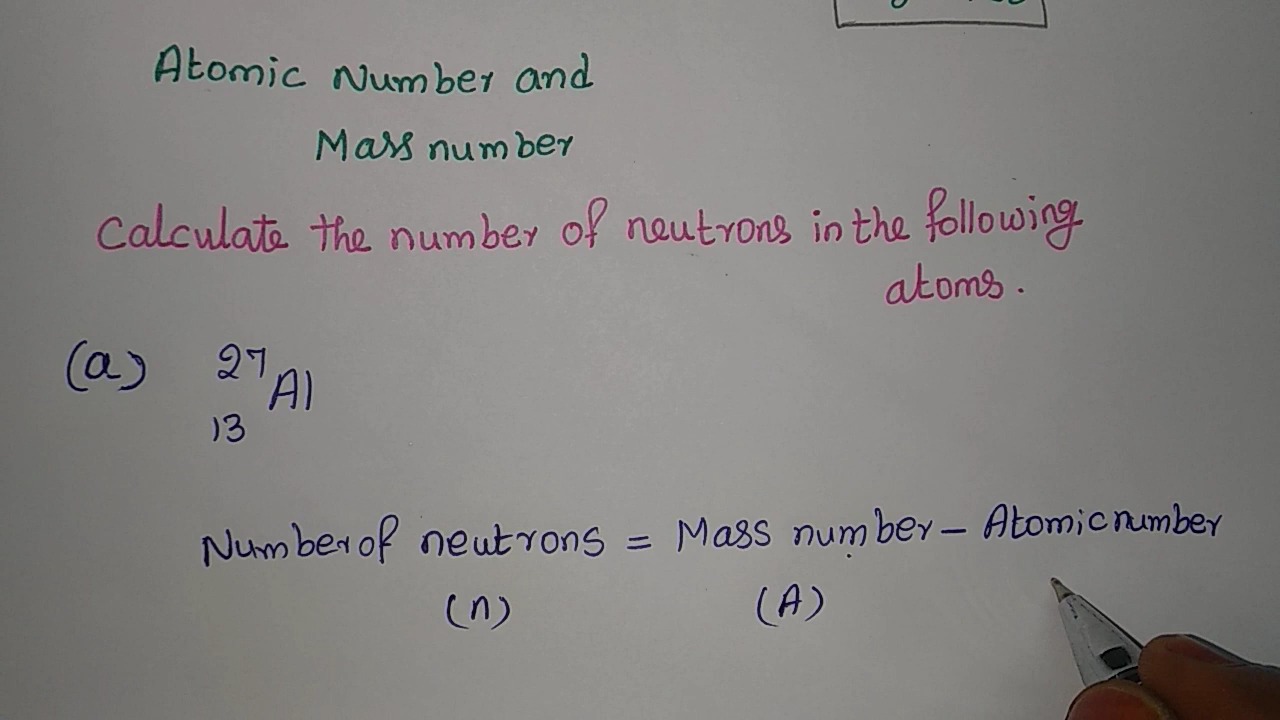 Atomic Number and
Mass number
Calculate the number of neutrons in the following
atoms.
(a) 27
Al
13
Number of neutrons = Mass number - Atomic number
(n) (A)